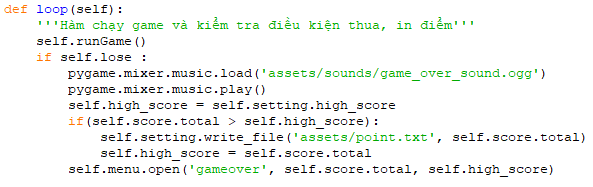 def loop(self):
    '''Hàm chạy game và kiểm tra điều kiện thua, in điểm'''
    self.runGame()
    if self.lose :
        pygame.mixer.music.load('assets/sounds/game_over_sound.ogg')
        pygame.mixer.music.play()
        self.high_score = self.setting.high_score
        if(self.score.total > self.high_score):
            self.setting.write_file('assets/point.txt', self.score.total)
            self.high_score = self.score.total
        self.menu.open('gameover', self.score.total, self.high_score)